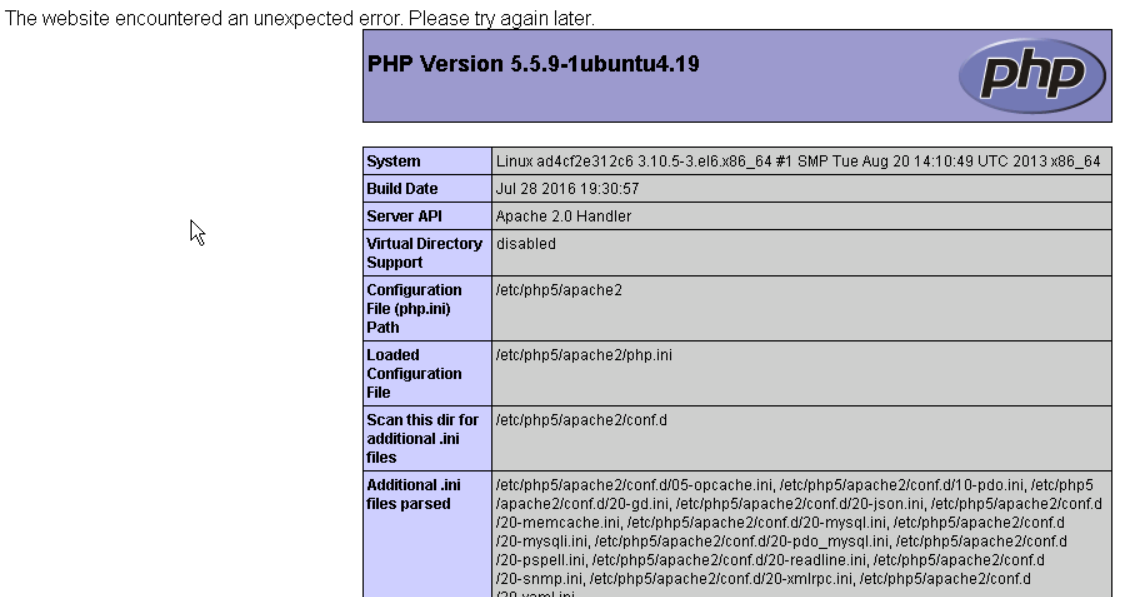 The website encountered an unexpected error. Please try again later.
PHP Version 5.5.9-1ubuntu4.19
php
System
Linux ad4cf2e312c6 3.10.5-3.el6.x86_64 #1 SMP Tue Aug 20 14:10:49 UTC 2013 x86_64
Build Date
Jul 28 2016 19:30:57
Server API
Apache 2.0 Handler
Virtual Directory
Support
disabled
Configuration
File (php.ini)
Path
/etc/php5/apache2
Loaded
Configuration
File
/etc/php5/apache2/php.ini
Scan this dir for
additional .ini
files
/etc/php5/apache2/conf.d
Additional .ini
files parsed
/etc/php5/apache2/conf.d/05-opcache.ini, /etc/php5/apache2/conf.d/10-pdo.ini, /etc/php5
/apache2/conf.d/20-gd.ini, /etc/php5/apache2/conf.d/20-json.ini, /etc/php5/apache2/conf.d
/20-memcache.ini, /etc/php5/apache2/conf.d/20-mysql.ini, /etc/php5/apache2/conf.d
/20-mysqli.ini, /etc/php5/apache2/conf.d/20-pdo_mysql.ini, /etc/php5/apache2/conf.d
/20-pspell.ini, /etc/php5/apache2/conf.d/20-readline.ini, /etc/php5/apache2/conf.d
/20-snmp.ini, /etc/php5/apache2/conf.d/20-xmlrpc.ini, /etc/php5/apache2/conf.d